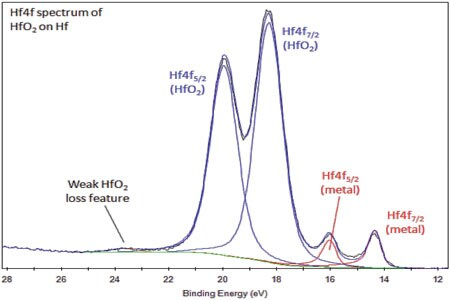 Hf4f spectrum of
HfO₂ on Hf
Hf4f₇/₂
(HfO₂)
Hf4f₅/₂
(HfO₂)
Weak HfO₂
loss feature
Hf4f₅/₂
(metal)
Hf4f₇/₂
(metal)
28 26 24 22 20 18 16 14 12
Binding Energy (eV)